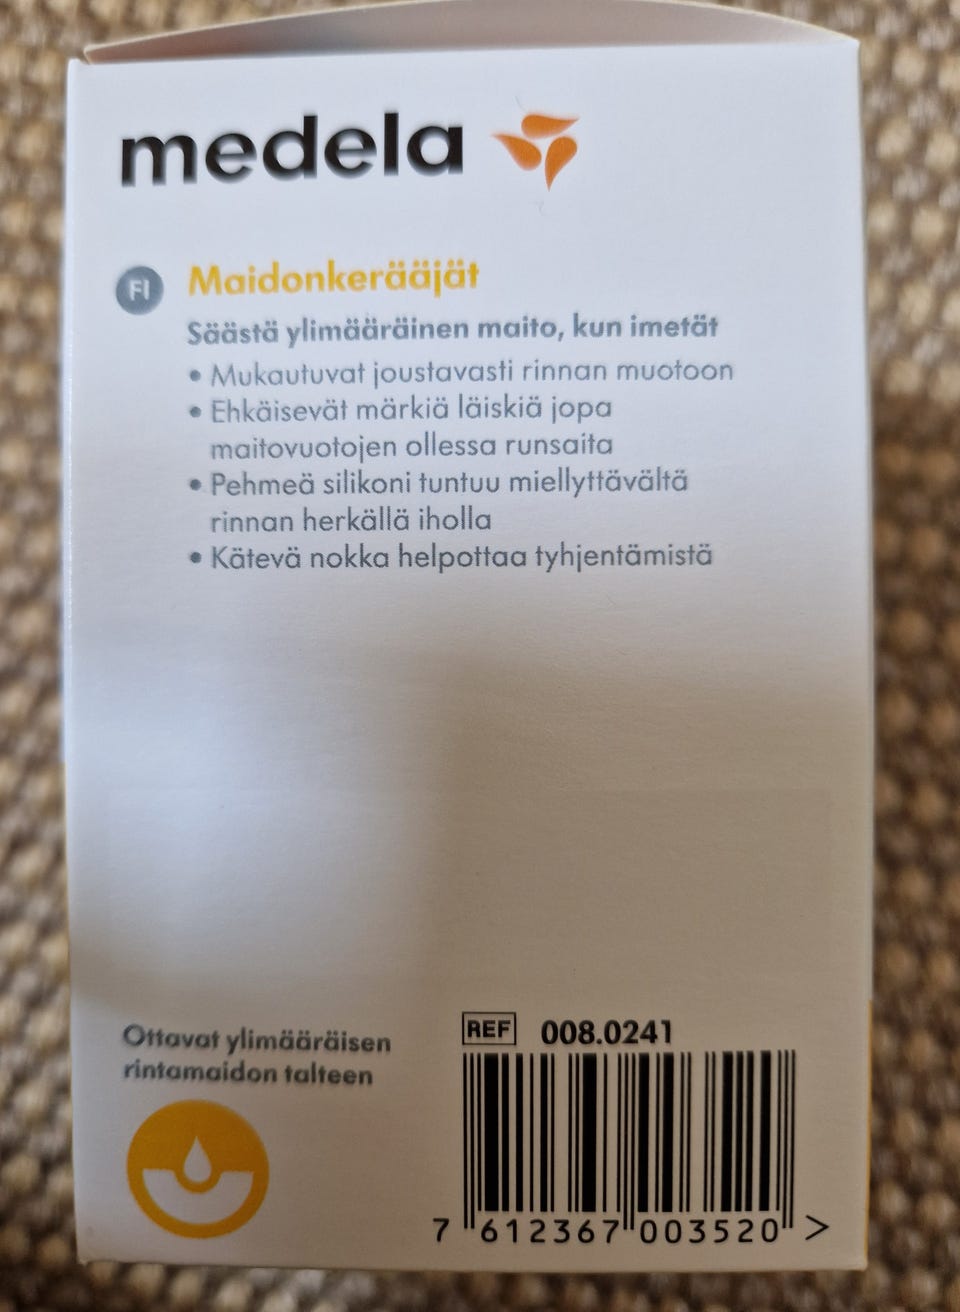 medela
FI
Maidonkerääjät
Säästä ylimääräinen maito, kun imetät
• Mukautuvat joustavasti rinnan muotoon
• Ehkäisevät märkiä läiskiä jopa
maitovuotojen ollessa runsaita
• Pehmeä silikoni tuntuu miellyttävältä
rinnan herkällä iholla
• Kätevä nokka helpottaa tyhjentämistä
Ottavat ylimääräisen
rintamaidon talteen
REF 008.0241
7 612367 003520 >